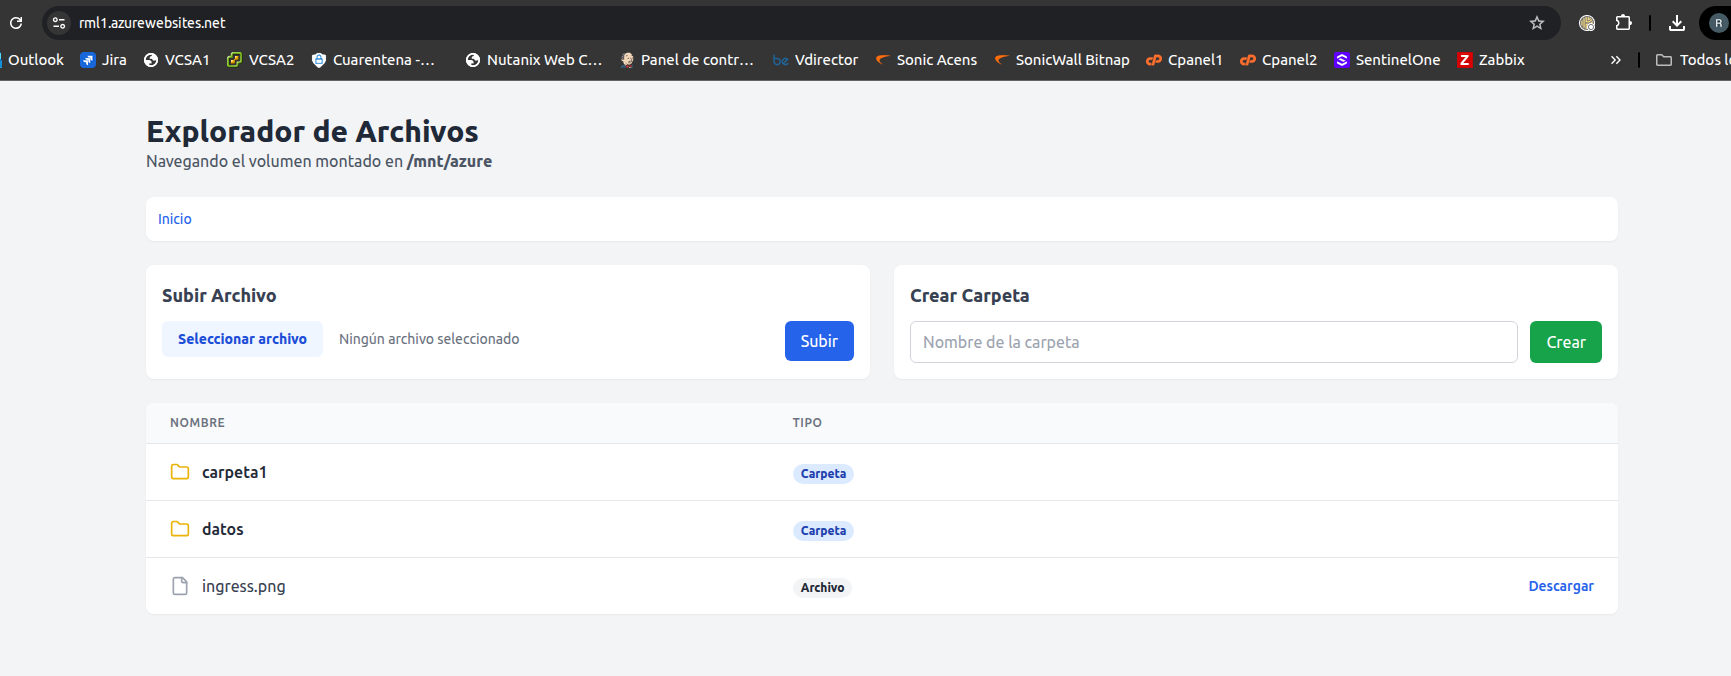 rml1.azurewebsites.net
R
Outlook Jira VCSA1 VCSA2 Cuarentena -... Nutanix Web C... Panel de contr... be Vdirector Sonic Acens SonicWall Bitnap cP Cpanel1 cP Cpanel2 S SentinelOne Z Zabbix » Todos l
Explorador de Archivos
Navegando el volumen montado en /mnt/azure
Inicio
Subir Archivo
Seleccionar archivo Ningún archivo seleccionado Subir
Crear Carpeta
Nombre de la carpeta Crear
NOMBRE TIPO
carpeta1 Carpeta
datos Carpeta
ingress.png Archivo Descargar